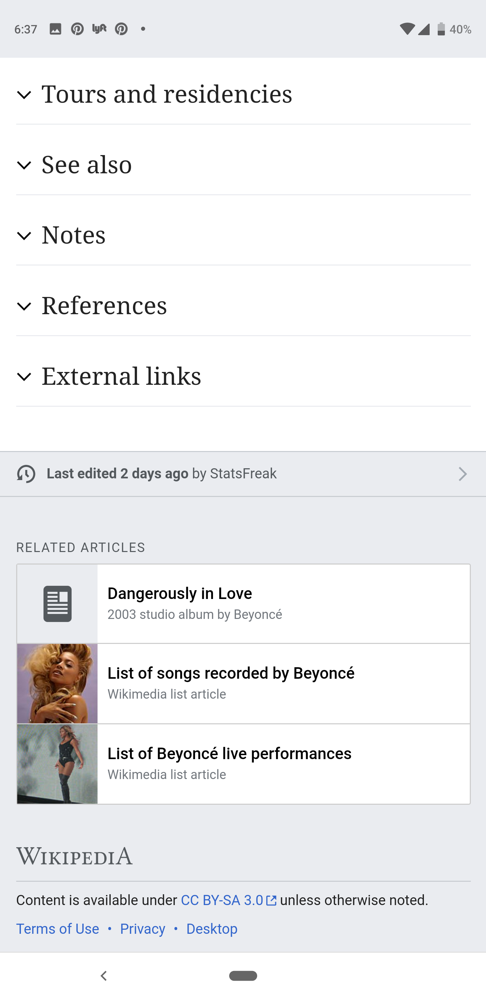 6:37 lyft 40%
Tours and residencies
See also
Notes
References
External links
Last edited 2 days ago by StatsFreak
RELATED ARTICLES
Dangerously in Love
2003 studio album by Beyoncé
List of songs recorded by Beyoncé
Wikimedia list article
List of Beyoncé live performances
Wikimedia list article
WIKIPEDIA
Content is available under CC BY-SA 3.0 unless otherwise noted.
Terms of Use • Privacy • Desktop